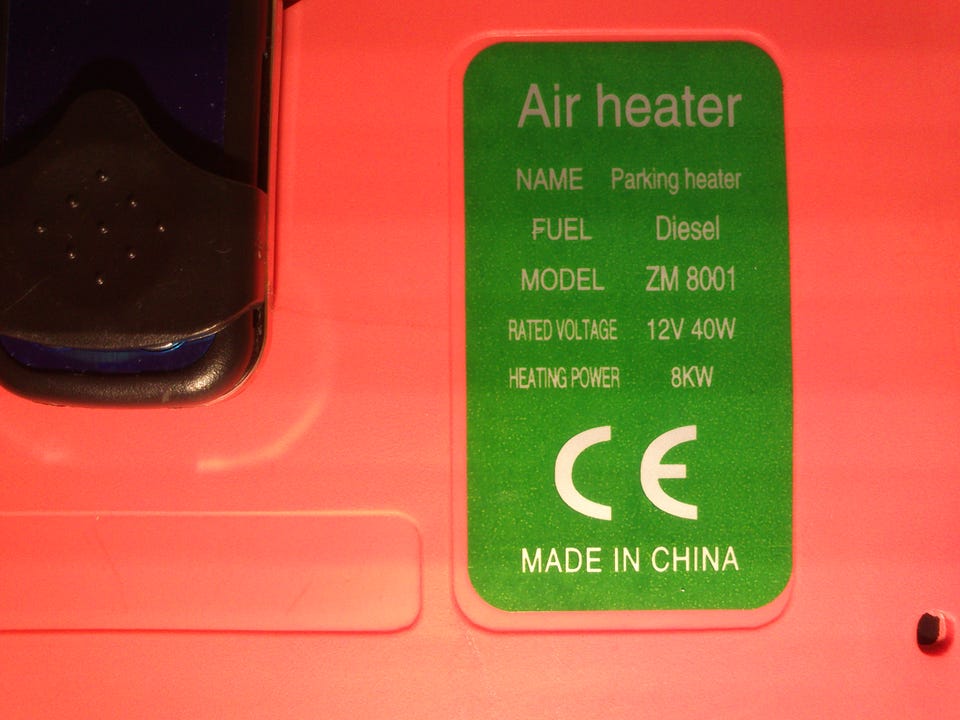 Air heater
NAME Parking heater
FUEL Diesel
MODEL ZM 8001
RATED VOLTAGE 12V 40W
HEATING POWER 8KW
CE
MADE IN CHINA